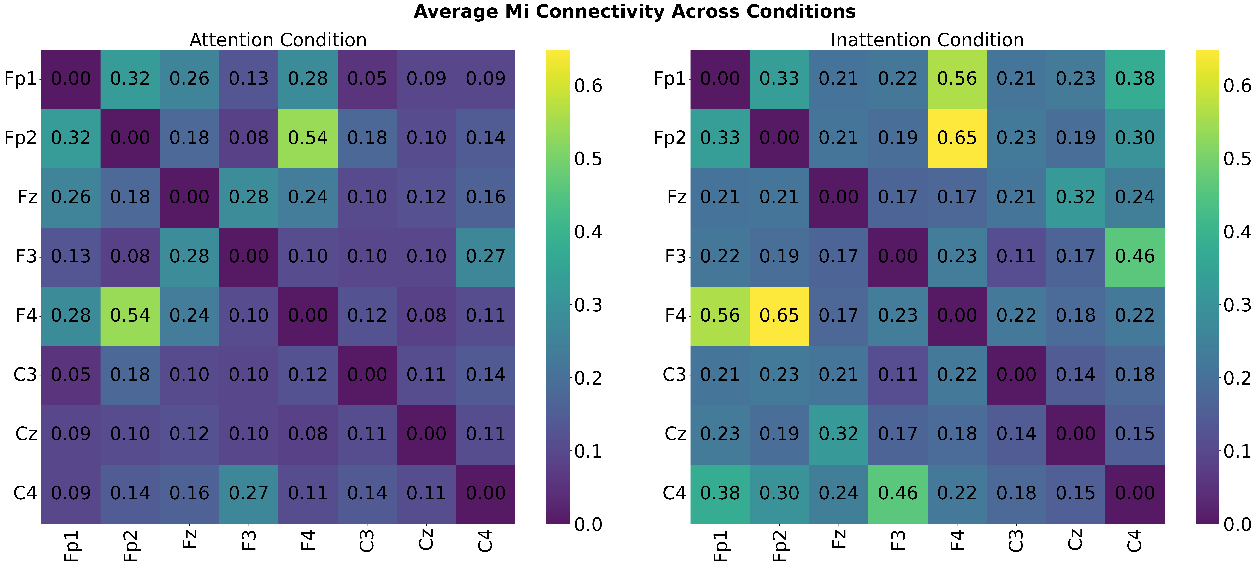 Average Mi Connectivity Across Conditions
Attention Condition
Fp1 0.00 0.32 0.26 0.13 0.28 0.05 0.09 0.09
Fp2 0.32 0.00 0.18 0.08 0.54 0.18 0.10 0.14
Fz 0.26 0.18 0.00 0.28 0.24 0.10 0.12 0.16
F3 0.13 0.08 0.28 0.00 0.10 0.10 0.10 0.27
F4 0.28 0.54 0.24 0.10 0.00 0.12 0.08 0.11
C3 0.05 0.18 0.10 0.10 0.12 0.00 0.11 0.14
Cz 0.09 0.10 0.12 0.10 0.08 0.11 0.00 0.11
C4 0.09 0.14 0.16 0.27 0.11 0.14 0.11 0.00
Fp1 Fp2 Fz F3 F4 C3 Cz C4
0.6
0.5
0.4
0.3
0.2
0.1
0.0
Inattention Condition
Fp1 0.00 0.33 0.21 0.22 0.56 0.21 0.23 0.38
Fp2 0.33 0.00 0.21 0.19 0.65 0.23 0.19 0.30
Fz 0.21 0.21 0.00 0.17 0.17 0.21 0.32 0.24
F3 0.22 0.19 0.17 0.00 0.23 0.11 0.17 0.46
F4 0.56 0.65 0.17 0.23 0.00 0.22 0.18 0.22
C3 0.21 0.23 0.21 0.11 0.22 0.00 0.14 0.18
Cz 0.23 0.19 0.32 0.17 0.18 0.14 0.00 0.15
C4 0.38 0.30 0.24 0.46 0.22 0.18 0.15 0.00
Fp1 Fp2 Fz F3 F4 C3 Cz C4
0.6
0.5
0.4
0.3
0.2
0.1
0.0